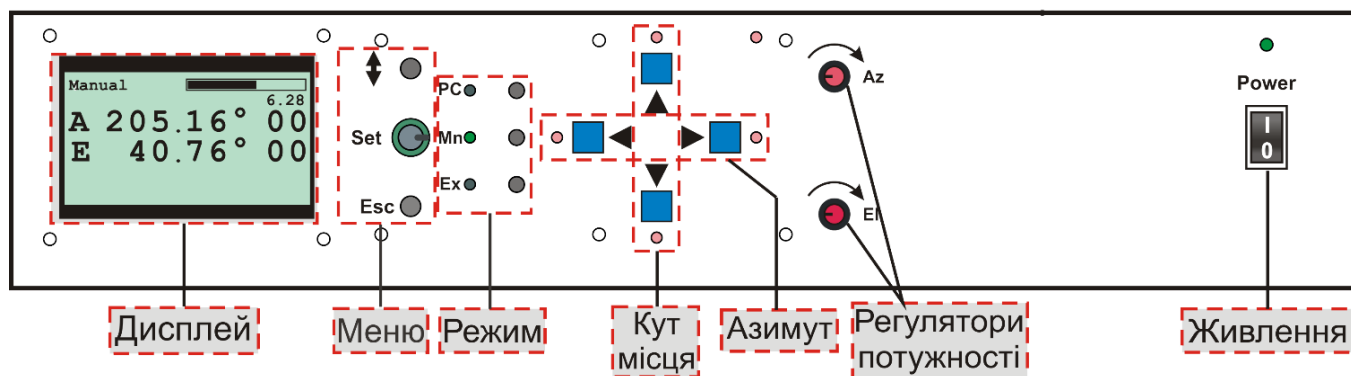 Manual
6.28
A 205.16° 00
E 40.76° 00
Set
Esc
PC
Mn
Ex
Az
El
Power
I
0
Дисплей
Меню
Режим
Кут
місця
Азимут
Регулятори
потужності
Живлення